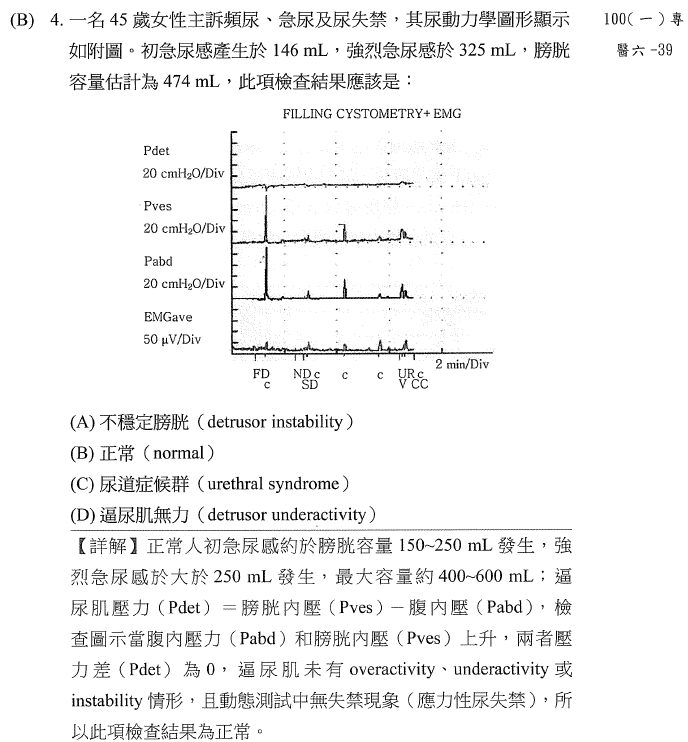 (B) 4. 一名 45 歲女性主訴頻尿、急尿及尿失禁，其尿動力學圖形顯示
如附圖。初急尿感產生於 146 mL，強烈急尿感於 325 mL，膀胱
容量估計為 474 mL，此項檢查結果應該是：
100(一)專
醫六 -39
FILLING CYSTOMETRY+ EMG
Pdet
20 cmH₂O/Div
Pves
20 cmH₂O/Div
Pabd
20 cmH₂O/Div
EMGave
50 μV/Div
2 min/Div
FD ND c c c UR c
c SD V CC
(A) 不穩定膀胱（detrusor instability）
(B) 正常（normal）
(C) 尿道症候群（urethral syndrome）
(D) 逼尿肌無力（detrusor underactivity）
【詳解】正常人初急尿感約於膀胱容量 150~250 mL 發生，強
烈急尿感於大於 250 mL 發生，最大容量約 400~600 mL；逼
尿肌壓力（Pdet）＝膀胱內壓（Pves）－腹內壓（Pabd），檢
查圖示當腹內壓力（Pabd）和膀胱內壓（Pves）上升，兩者壓
力差（Pdet）為 0，逼尿肌未有 overactivity、underactivity 或
instability 情形，且動態測試中無失禁現象（應力性尿失禁），所
以此項檢查結果為正常。